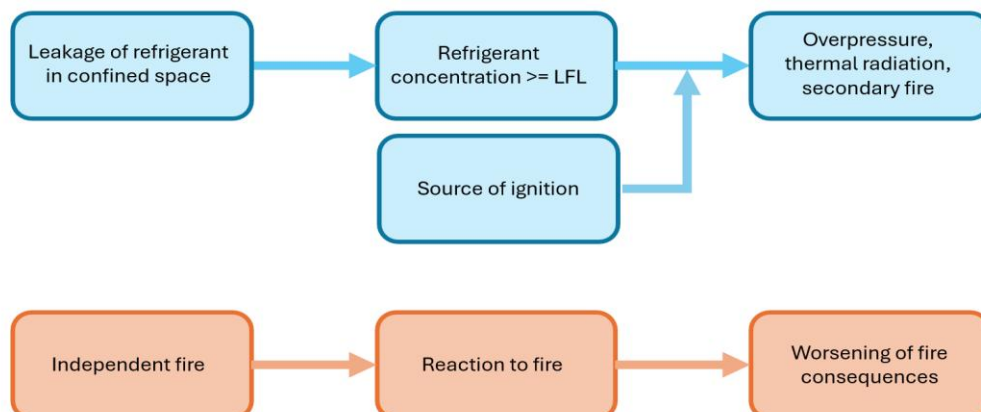 Leakage of refrigerant
in confined space
Refrigerant
concentration >= LFL
Overpressure,
thermal radiation,
secondary fire
Source of ignition
Independent fire
Reaction to fire
Worsening of fire
consequences